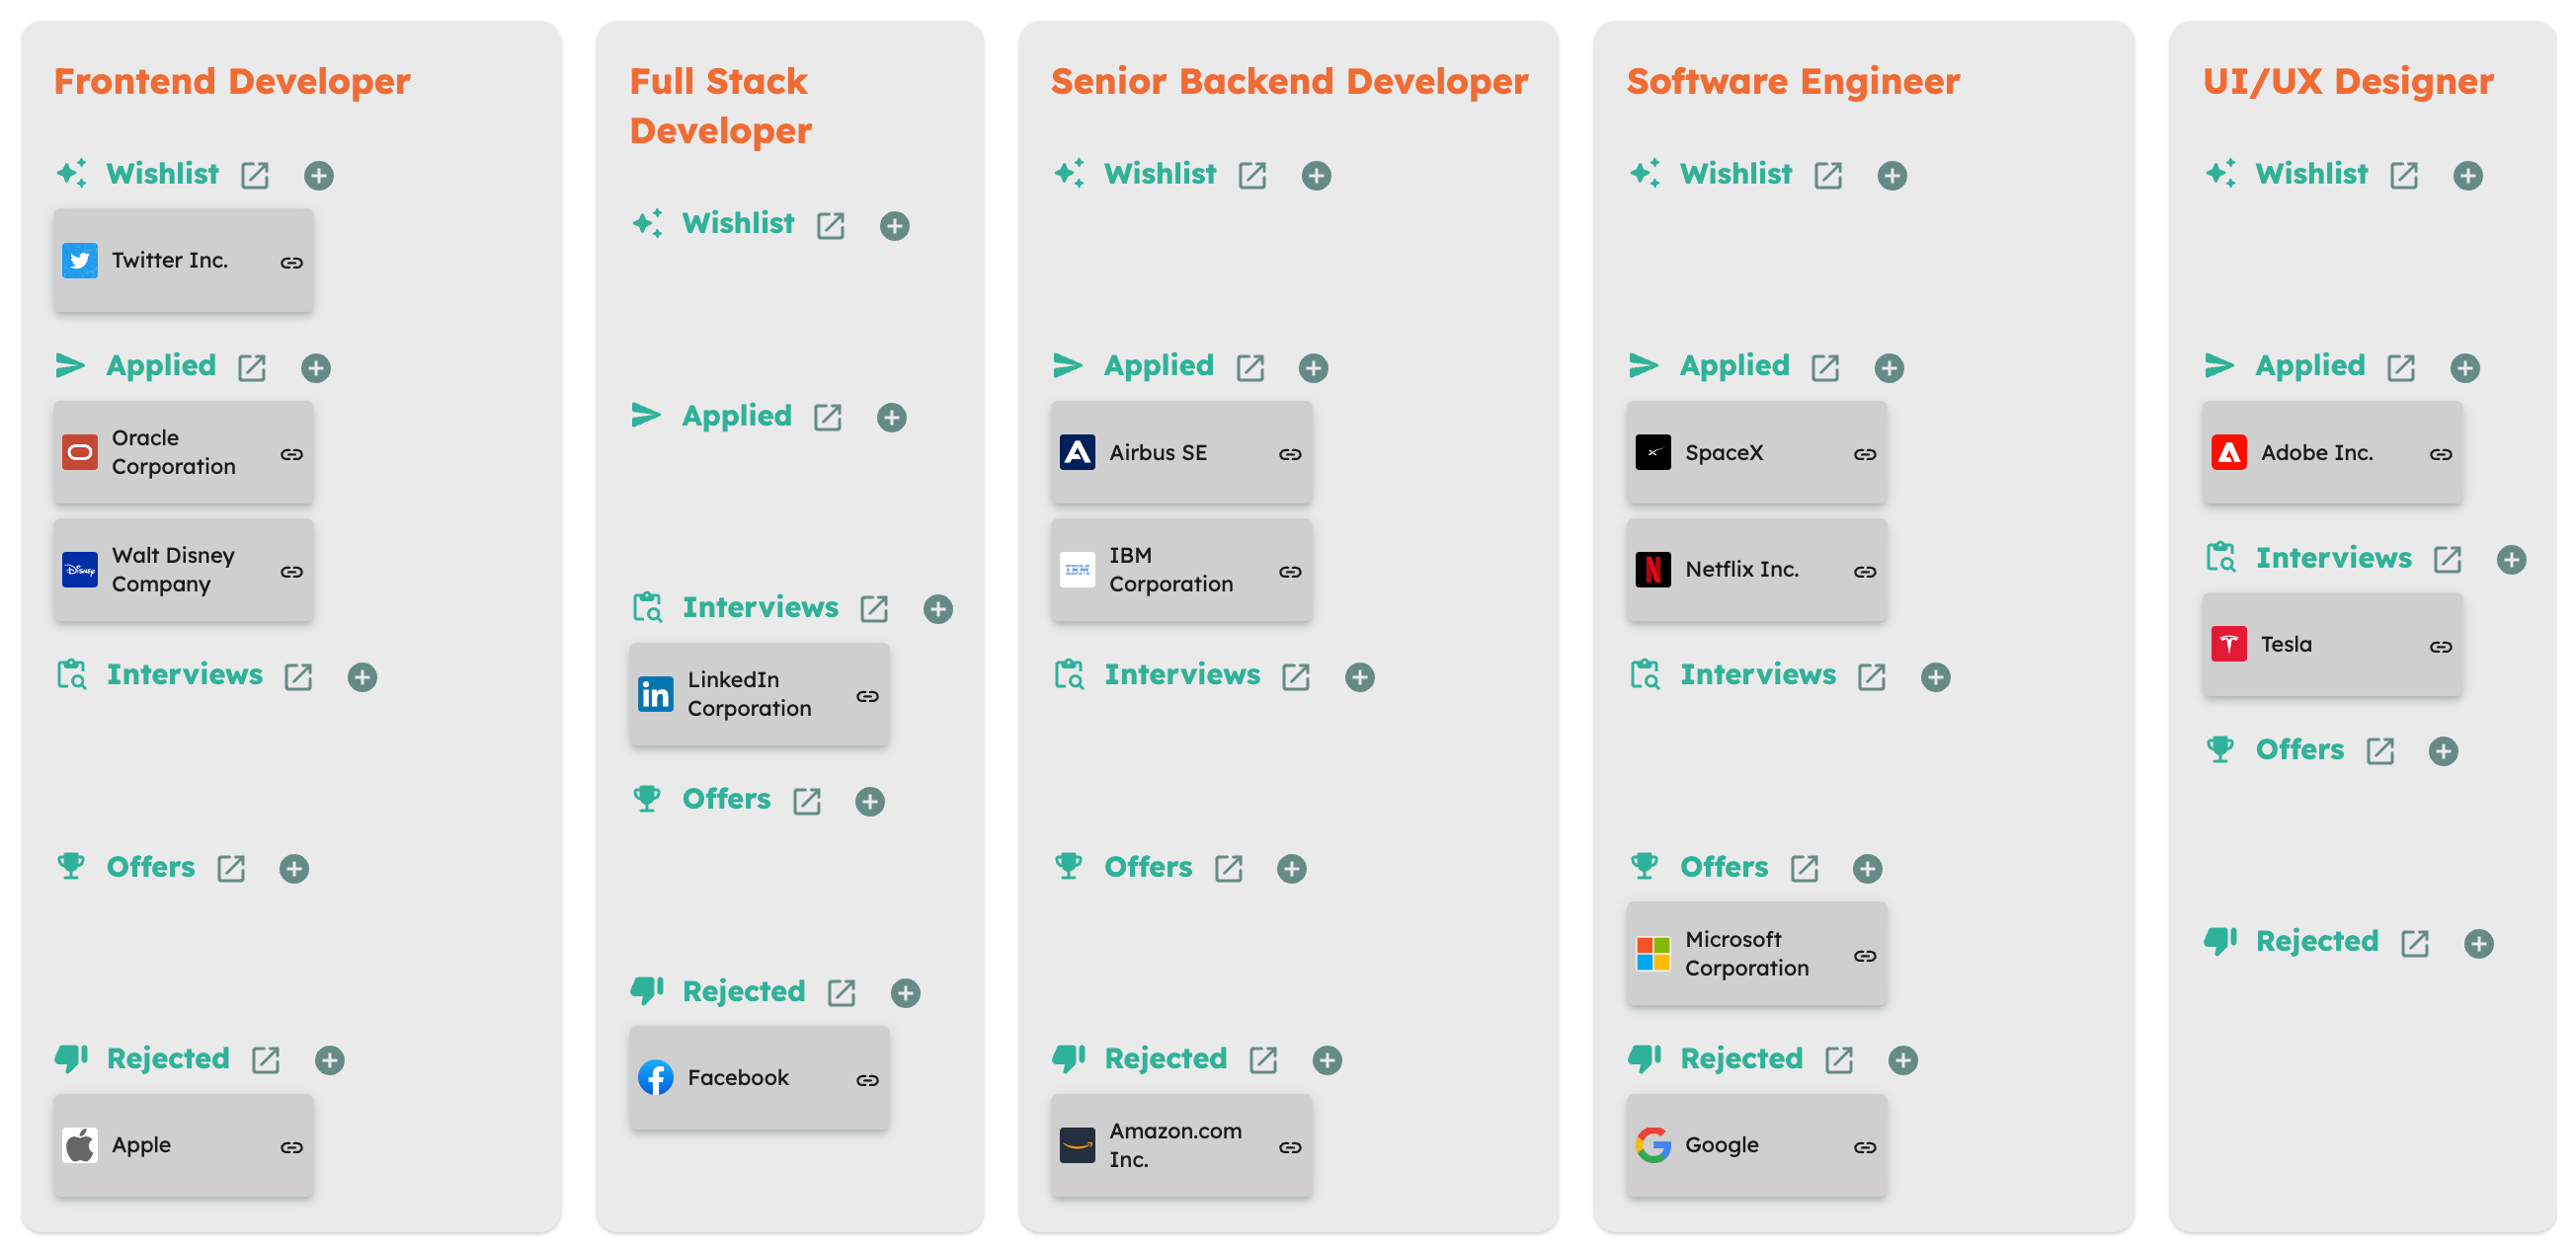 Frontend Developer
Wishlist
Twitter Inc.
Applied
Oracle
Corporation
Disney
Walt Disney
Company
Interviews
Offers
Rejected
Apple
Full Stack
Developer
Wishlist
Applied
Interviews
in
LinkedIn
Corporation
Offers
Rejected
f
Facebook
Senior Backend Developer
Wishlist
Applied
Airbus SE
IBM
IBM
Corporation
Interviews
Offers
Rejected
Amazon.com
Inc.
Software Engineer
Wishlist
Applied
SpaceX
N
Netflix Inc.
Interviews
Offers
Microsoft
Corporation
Rejected
G
Google
UI/UX Designer
Wishlist
Applied
Adobe Inc.
Interviews
T
Tesla
Offers
Rejected